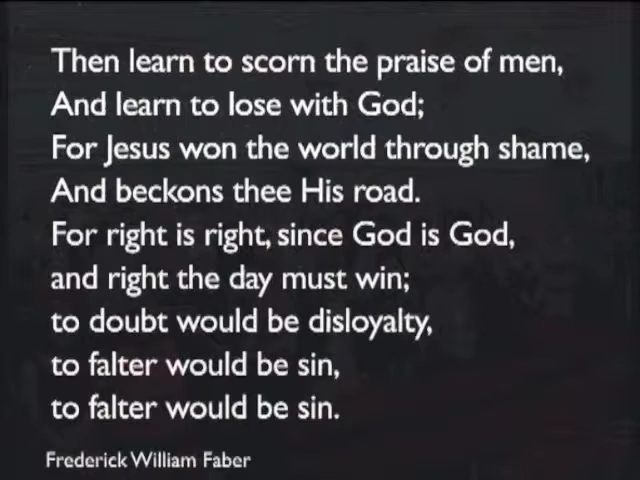 Then learn to scorn the praise of men,
And learn to lose with God;
For Jesus won the world through shame,
And beckons thee His road.
For right is right, since God is God,
and right the day must win;
to doubt would be disloyalty,
to falter would be sin,
to falter would be sin.
Frederick William Faber